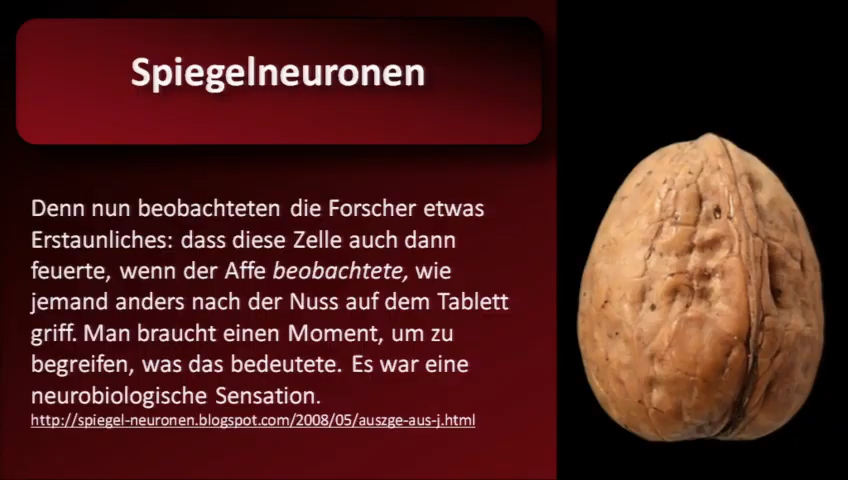 Spiegelneuronen
Denn nun beobachteten die Forscher etwas
Erstaunliches: dass diese Zelle auch dann
feuerte, wenn der Affe beobachtete, wie
jemand anders nach der Nuss auf dem Tablett
griff. Man braucht einen Moment, um zu
begreifen, was das bedeutete. Es war eine
neurobiologische Sensation.
http://spiegel-neuronen.blogspot.com/2008/05/auszge-aus-j.html